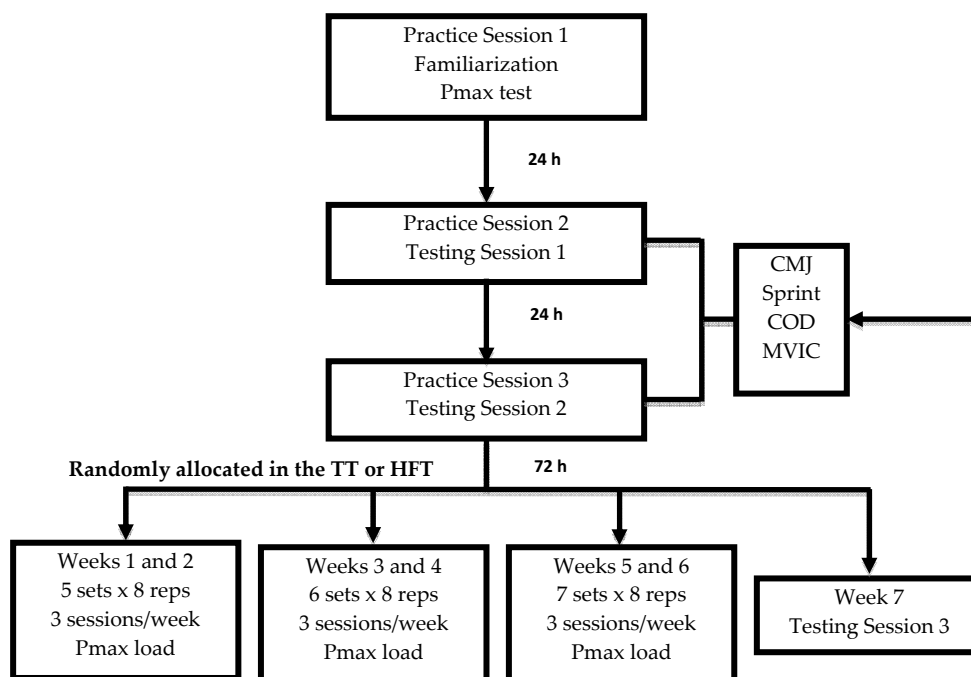 Practice Session 1
Familiarization
Pmax test
24 h
Practice Session 2
Testing Session 1
CMJ
Sprint
COD
MVIC
24 h
Practice Session 3
Testing Session 2
Randomly allocated in the TT or HFT
72 h
Weeks 1 and 2
5 sets x 8 reps
3 sessions/week
Pmax load
Weeks 3 and 4
6 sets x 8 reps
3 sessions/week
Pmax load
Weeks 5 and 6
7 sets x 8 reps
3 sessions/week
Pmax load
Week 7
Testing Session 3